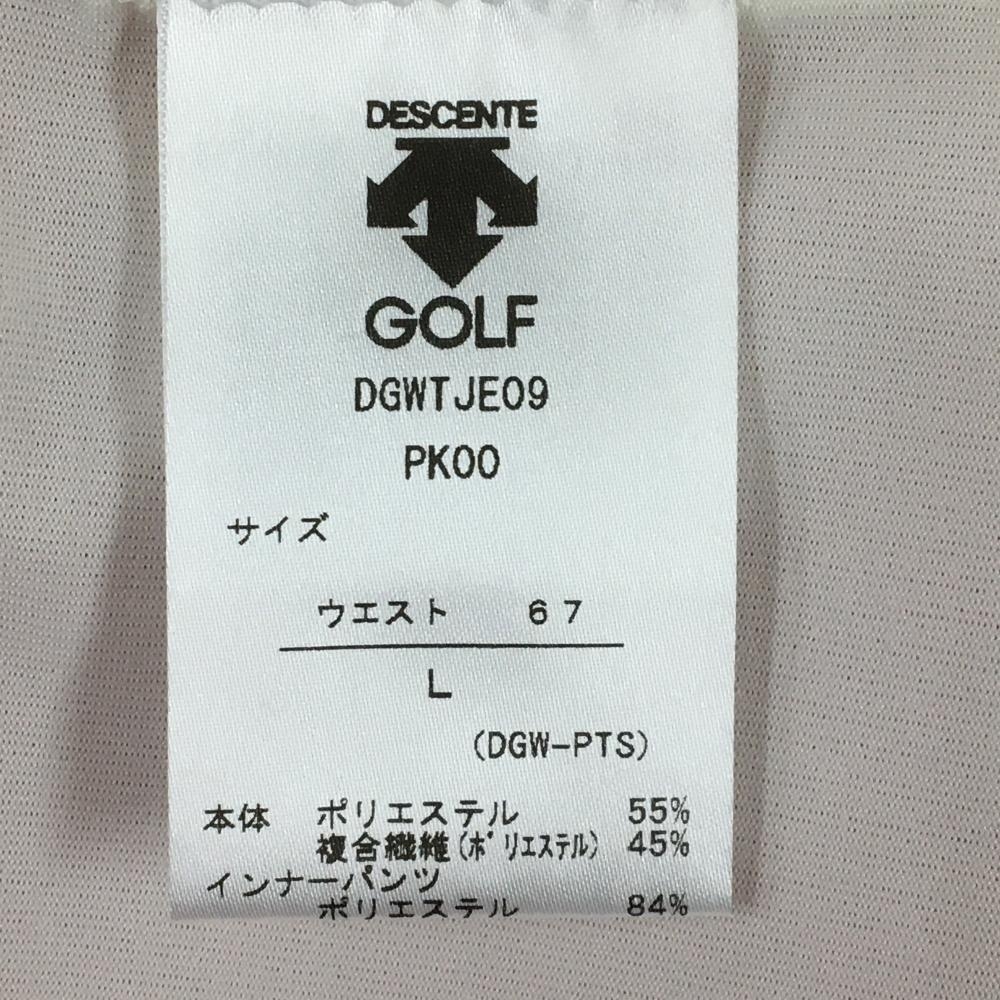 DESCENTE
GOLF
DGWTJE09
PK00
サイズ
ウエスト 67
L
(DGW-PTS)
本体 ポリエステル 55%
複合繊維(ﾎﾟﾘｴｽﾃﾙ) 45%
インナーパンツ
ポリエステル 84%